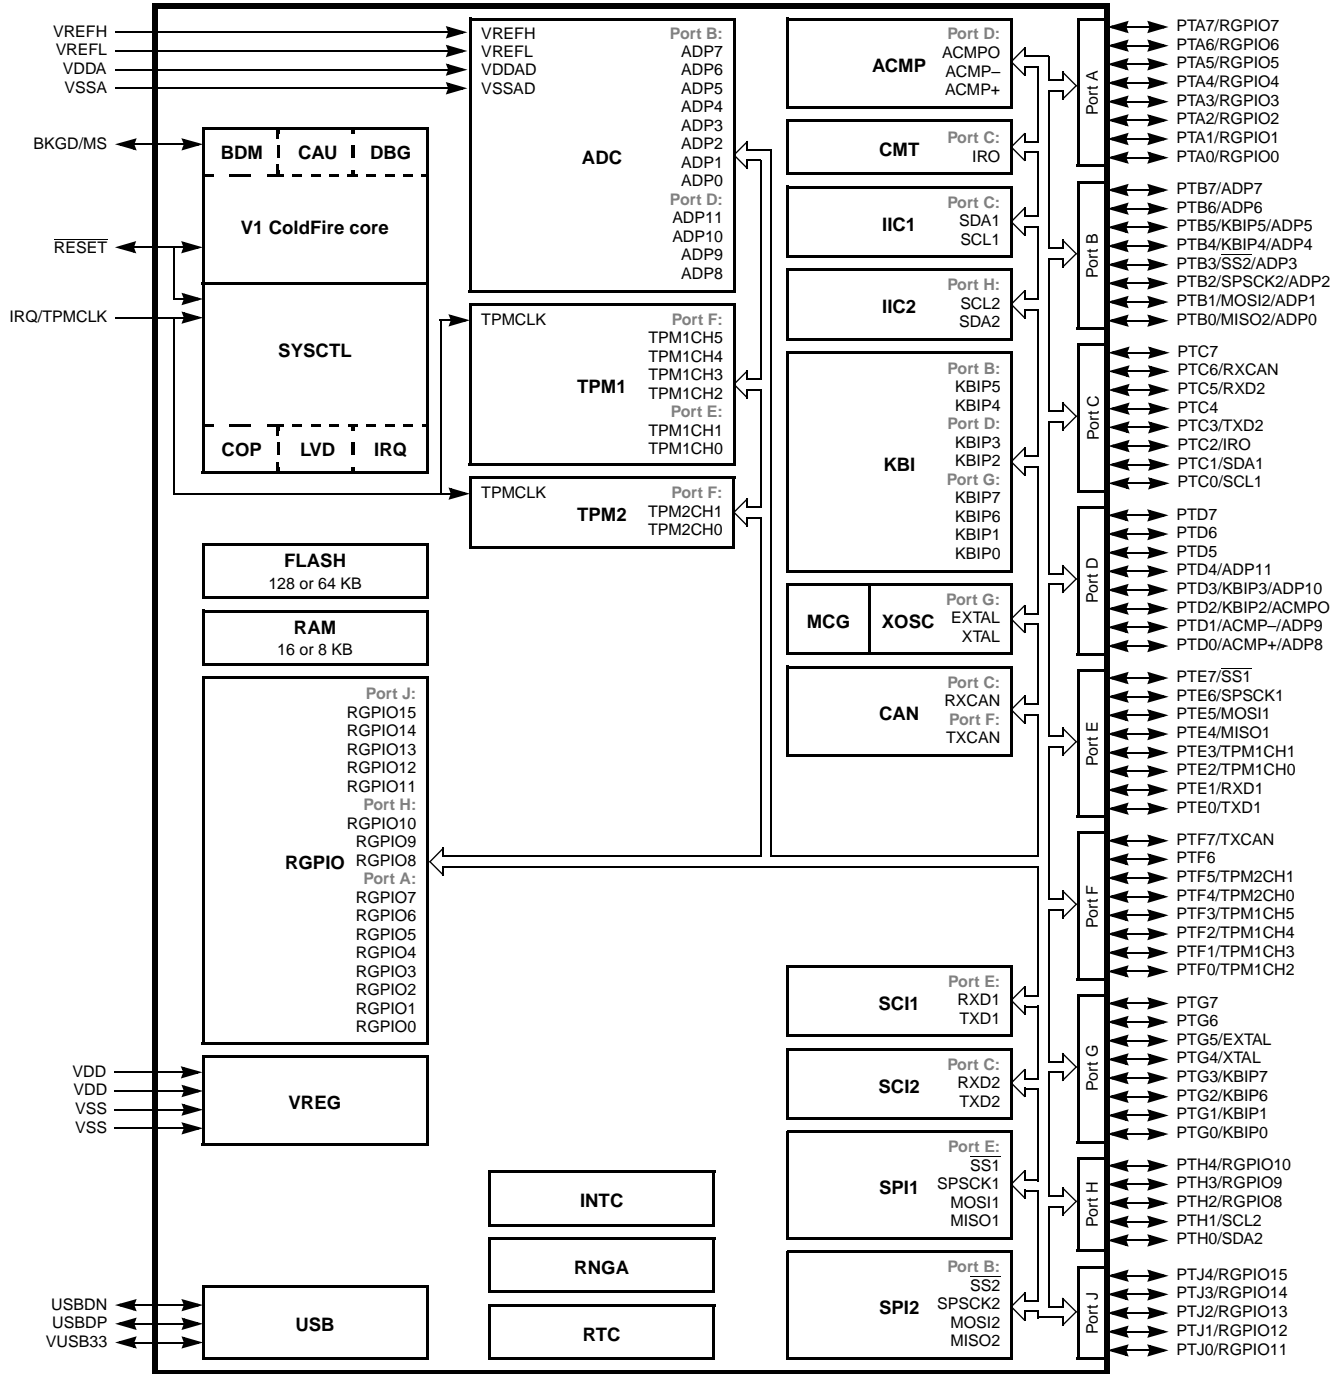 VREFH
VREFL
VDDA
VSSA
BKGD/MS
RESET
IRQ/TPMCLK
BDM
CAU
DBG
V1 ColdFire core
SYSCTL
COP
LVD
IRQ
FLASH
128 or 64 KB
RAM
16 or 8 KB
RGPIO
Port J:
RGPIO15
RGPIO14
RGPIO13
RGPIO12
RGPIO11
Port H:
RGPIO10
RGPIO9
RGPIO8
Port A:
RGPIO7
RGPIO6
RGPIO5
RGPIO4
RGPIO3
RGPIO2
RGPIO1
RGPIO0
VDD
VDD
VSS
VSS
VREG
USBDN
USBDP
VUSB33
USB
VREFH
VREFL
VDDAD
VSSAD
ADC
Port B:
ADP7
ADP6
ADP5
ADP4
ADP3
ADP2
ADP1
ADP0
Port D:
ADP11
ADP10
ADP9
ADP8
TPMCLK
TPM1
Port F:
TPM1CH5
TPM1CH4
TPM1CH3
TPM1CH2
Port E:
TPM1CH1
TPM1CH0
TPMCLK
TPM2
Port F:
TPM2CH1
TPM2CH0
INTC
RNGA
RTC
ACMP
Port D:
ACMPO
ACMP–
ACMP+
CMT
Port C:
IRO
IIC1
Port C:
SDA1
SCL1
IIC2
Port H:
SCL2
SDA2
KBI
Port B:
KBIP5
KBIP4
Port D:
KBIP3
KBIP2
Port G:
KBIP7
KBIP6
KBIP1
KBIP0
MCG
XOSC
Port G:
EXTAL
XTAL
CAN
Port C:
RXCAN
Port F:
TXCAN
SCI1
Port E:
RXD1
TXD1
SCI2
Port C:
RXD2
TXD2
SPI1
Port E:
SS1
SPSCK1
MOSI1
MISO1
SPI2
Port B:
SS2
SPSCK2
MOSI2
MISO2
Port A
PTA7/RGPIO7
PTA6/RGPIO6
PTA5/RGPIO5
PTA4/RGPIO4
PTA3/RGPIO3
PTA2/RGPIO2
PTA1/RGPIO1
PTA0/RGPIO0
Port B
PTB7/ADP7
PTB6/ADP6
PTB5/KBIP5/ADP5
PTB4/KBIP4/ADP4
PTB3/SS2/ADP3
PTB2/SPSCK2/ADP2
PTB1/MOSI2/ADP1
PTB0/MISO2/ADP0
Port C
PTC7
PTC6/RXCAN
PTC5/RXD2
PTC4
PTC3/TXD2
PTC2/IRO
PTC1/SDA1
PTC0/SCL1
Port D
PTD7
PTD6
PTD5
PTD4/ADP11
PTD3/KBIP3/ADP10
PTD2/KBIP2/ACMPO
PTD1/ACMP–/ADP9
PTD0/ACMP+/ADP8
Port E
PTE7/SS1
PTE6/SPSCK1
PTE5/MOSI1
PTE4/MISO1
PTE3/TPM1CH1
PTE2/TPM1CH0
PTE1/RXD1
PTE0/TXD1
Port F
PTF7/TXCAN
PTF6
PTF5/TPM2CH1
PTF4/TPM2CH0
PTF3/TPM1CH5
PTF2/TPM1CH4
PTF1/TPM1CH3
PTF0/TPM1CH2
Port G
PTG7
PTG6
PTG5/EXTAL
PTG4/XTAL
PTG3/KBIP7
PTG2/KBIP6
PTG1/KBIP1
PTG0/KBIP0
Port H
PTH4/RGPIO10
PTH3/RGPIO9
PTH2/RGPIO8
PTH1/SCL2
PTH0/SDA2
Port J
PTJ4/RGPIO15
PTJ3/RGPIO14
PTJ2/RGPIO13
PTJ1/RGPIO12
PTJ0/RGPIO11